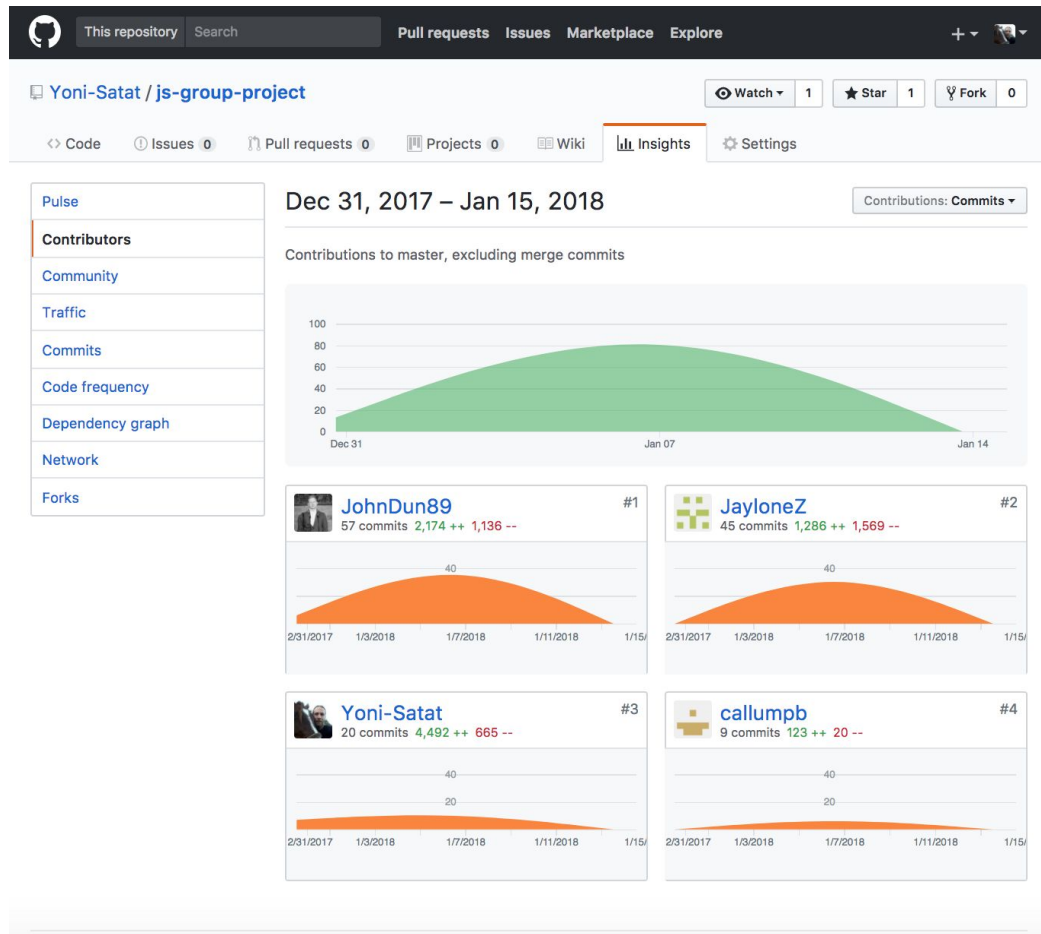 This repository Search Pull requests Issues Marketplace Explore
Yoni-Satat / js-group-project Watch 1 Star 1 Fork 0
Code Issues 0 Pull requests 0 Projects 0 Wiki Insights Settings
Pulse
Contributors
Community
Traffic
Commits
Code frequency
Dependency graph
Network
Forks
Dec 31, 2017 – Jan 15, 2018 Contributions: Commits
Contributions to master, excluding merge commits
100
80
60
40
20
0
Dec 31 Jan 07 Jan 14
JohnDun89 #1
57 commits 2,174 ++ 1,136 --
40
2/31/2017 1/3/2018 1/7/2018 1/11/2018 1/15/
JayloneZ #2
45 commits 1,286 ++ 1,569 --
40
2/31/2017 1/3/2018 1/7/2018 1/11/2018 1/15/
Yoni-Satat #3
20 commits 4,492 ++ 665 --
40
20
2/31/2017 1/3/2018 1/7/2018 1/11/2018 1/15/
callumpb #4
9 commits 123 ++ 20 --
40
20
2/31/2017 1/3/2018 1/7/2018 1/11/2018 1/15/